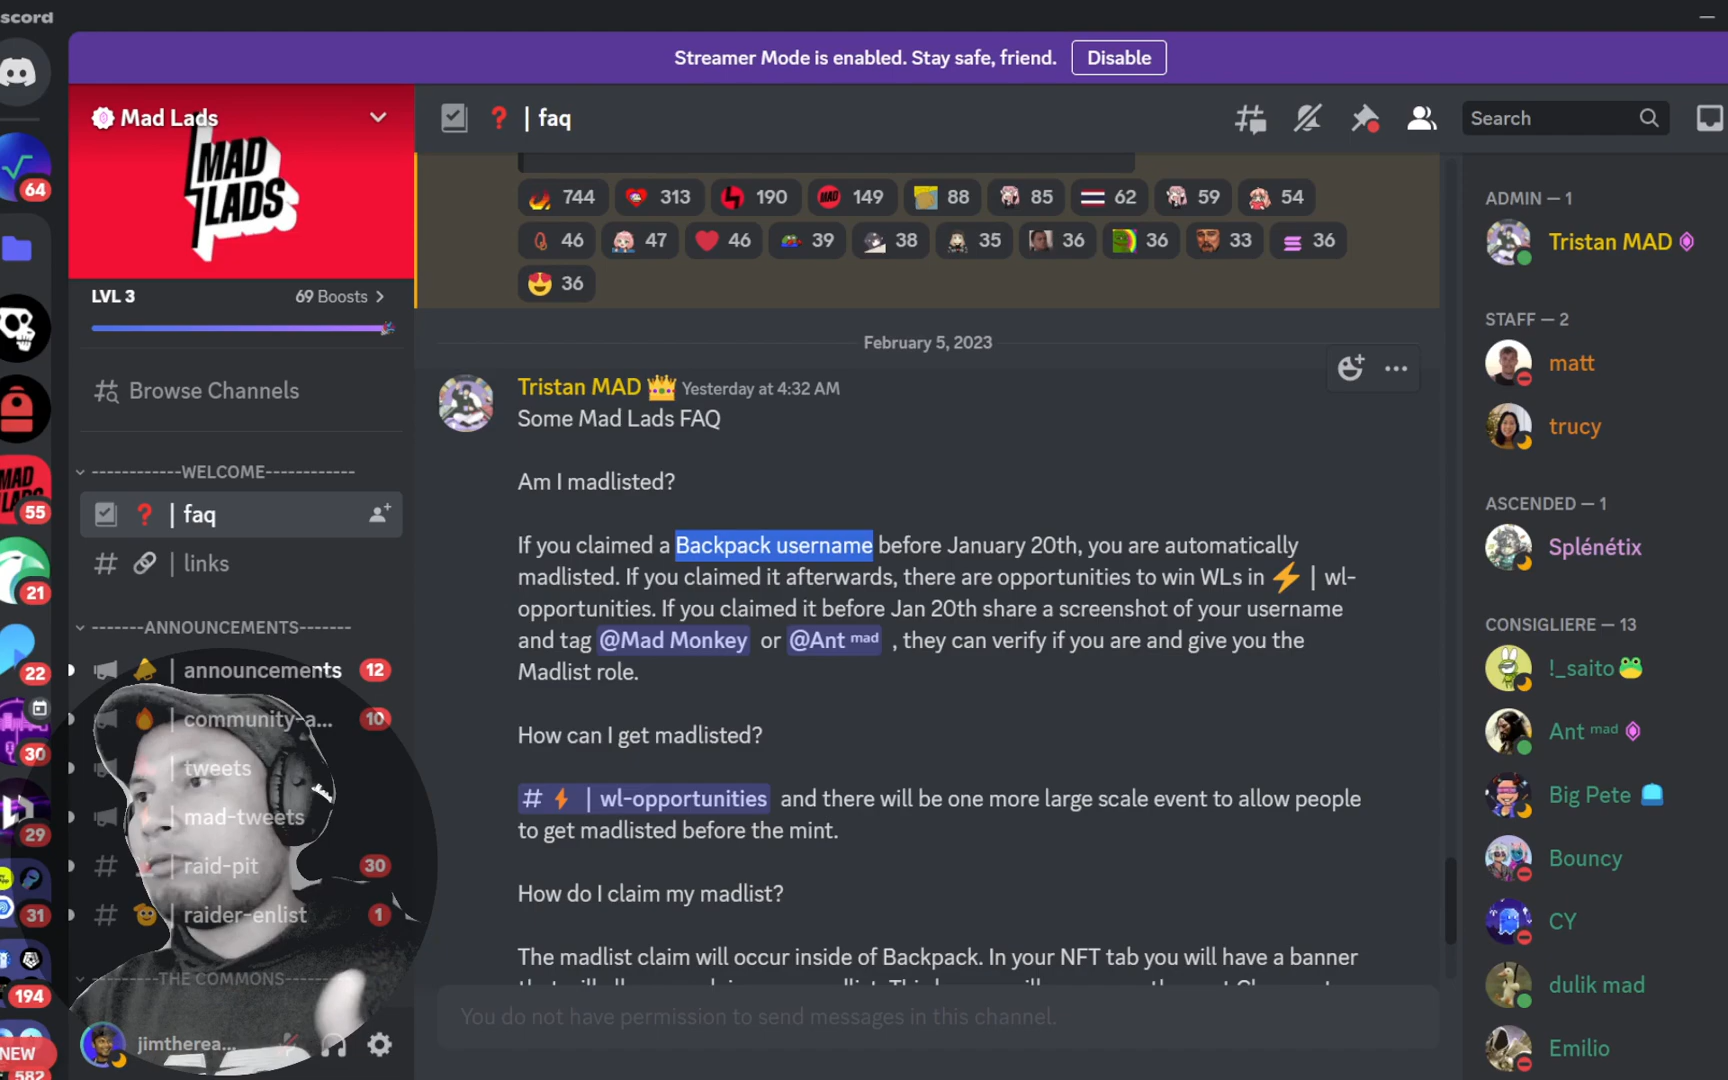 scord
Streamer Mode is enabled. Stay safe, friend. Disable
Mad Lads
MAD
LADS
LVL 3 69 Boosts
Browse Channels
------------WELCOME------------
? | faq
# | links
-------ANNOUNCEMENTS-------
| announcements 12
| community-a... 10
| tweets
| mad-tweets
# | raid-pit 30
# | raider-enlist 1
THE COMMONS
jimtherea...
64
MAD
55
21
22
30
29
31
194
NEW
582
? | faq
Search
744 313 190 MAD 149 88 85 62 59 54
46 47 46 39 38 35 36 36 33 36
36
February 5, 2023
Tristan MAD Yesterday at 4:32 AM
Some Mad Lads FAQ
Am I madlisted?
If you claimed a Backpack username before January 20th, you are automatically
madlisted. If you claimed it afterwards, there are opportunities to win WLs in ⚡ | wl-
opportunities. If you claimed it before Jan 20th share a screenshot of your username
and tag @Mad Monkey or @Ant ᵐᵃᵈ , they can verify if you are and give you the
Madlist role.
How can I get madlisted?
# ⚡ | wl-opportunities and there will be one more large scale event to allow people
to get madlisted before the mint.
How do I claim my madlist?
The madlist claim will occur inside of Backpack. In your NFT tab you will have a banner
You do not have permission to send messages in this channel.
ADMIN — 1
Tristan MAD
STAFF — 2
matt
trucy
ASCENDED — 1
Splénétix
CONSIGLIERE — 13
!_saito
Ant ᵐᵃᵈ
Big Pete
Bouncy
CY
dulik mad
Emilio